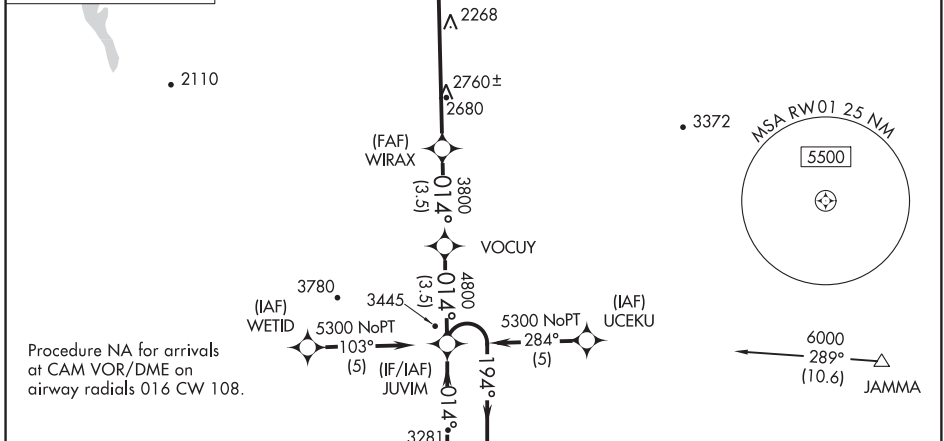 2268
2110
2760±
2680
3372
MSA RW01 25 NM
5500
(FAF)
WIRAX
3800
014°
(3.5)
VOCUY
4800
014°
(3.5)
3780
3445
(IAF)
WETID
5300 NoPT
103°
(5)
(IF/IAF)
JUVIM
5300 NoPT
284°
(5)
(IAF)
UCEKU
6000
289°
(10.6)
JAMMA
Procedure NA for arrivals
at CAM VOR/DME on
airway radials 016 CW 108.
194°
014°
3281